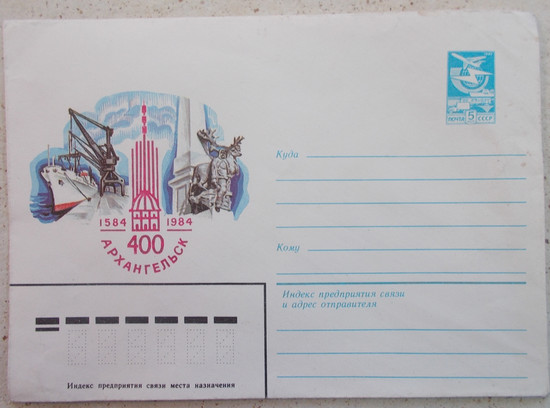 ПОЧТА 5 К СССР
Куда
1584 1984
400
АРХАНГЕЛЬСК
Кому
Индекс предприятия связи
и адрес отправителя
Индекс предприятия связи места назначения